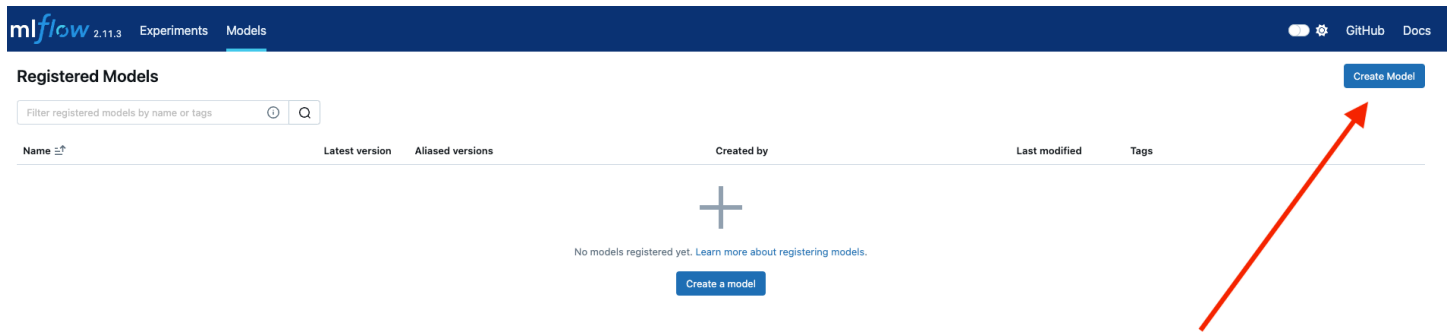 mlflow 2.11.3 Experiments Models GitHub Docs
Registered Models Create Model
Filter registered models by name or tags
Name Latest version Aliased versions Created by Last modified Tags
No models registered yet. Learn more about registering models.
Create a model